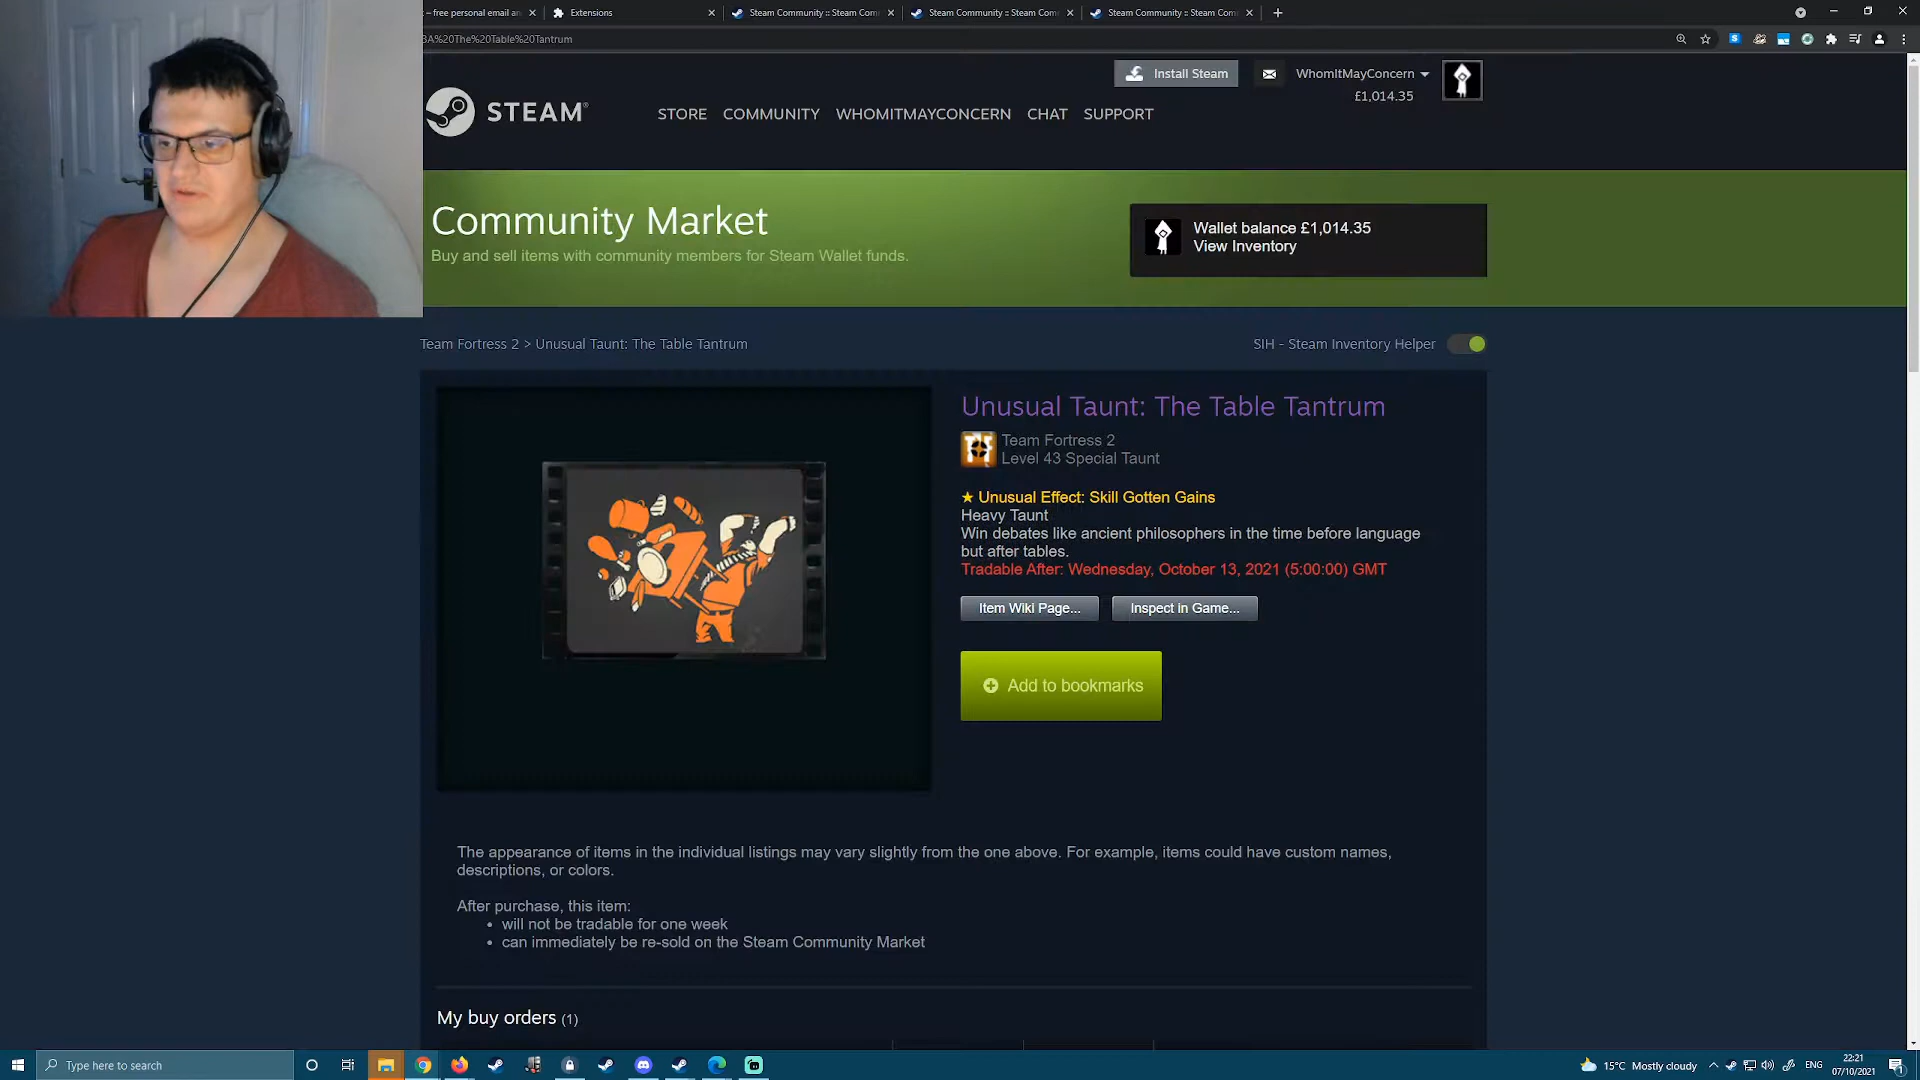 – free personal email an
Extensions
Steam Community :: Steam Com
Steam Community :: Steam Com
Steam Community :: Steam Com
BA%20The%20Table%20Tantrum
Install Steam
WhomItMayConcern
£1,014.35
STEAM
STORE
COMMUNITY
WHOMITMAYCONCERN
CHAT
SUPPORT
Community Market
Buy and sell items with community members for Steam Wallet funds.
Wallet balance £1,014.35
View Inventory
Team Fortress 2 > Unusual Taunt: The Table Tantrum
SIH - Steam Inventory Helper
Unusual Taunt: The Table Tantrum
Team Fortress 2
Level 43 Special Taunt
★ Unusual Effect: Skill Gotten Gains
Heavy Taunt
Win debates like ancient philosophers in the time before language
but after tables.
Tradable After: Wednesday, October 13, 2021 (5:00:00) GMT
Item Wiki Page...
Inspect in Game...
Add to bookmarks
The appearance of items in the individual listings may vary slightly from the one above. For example, items could have custom names,
descriptions, or colors.
After purchase, this item:
• will not be tradable for one week
• can immediately be re-sold on the Steam Community Market
My buy orders (1)
Type here to search
15°C Mostly cloudy
ENG
22:21
07/10/2021